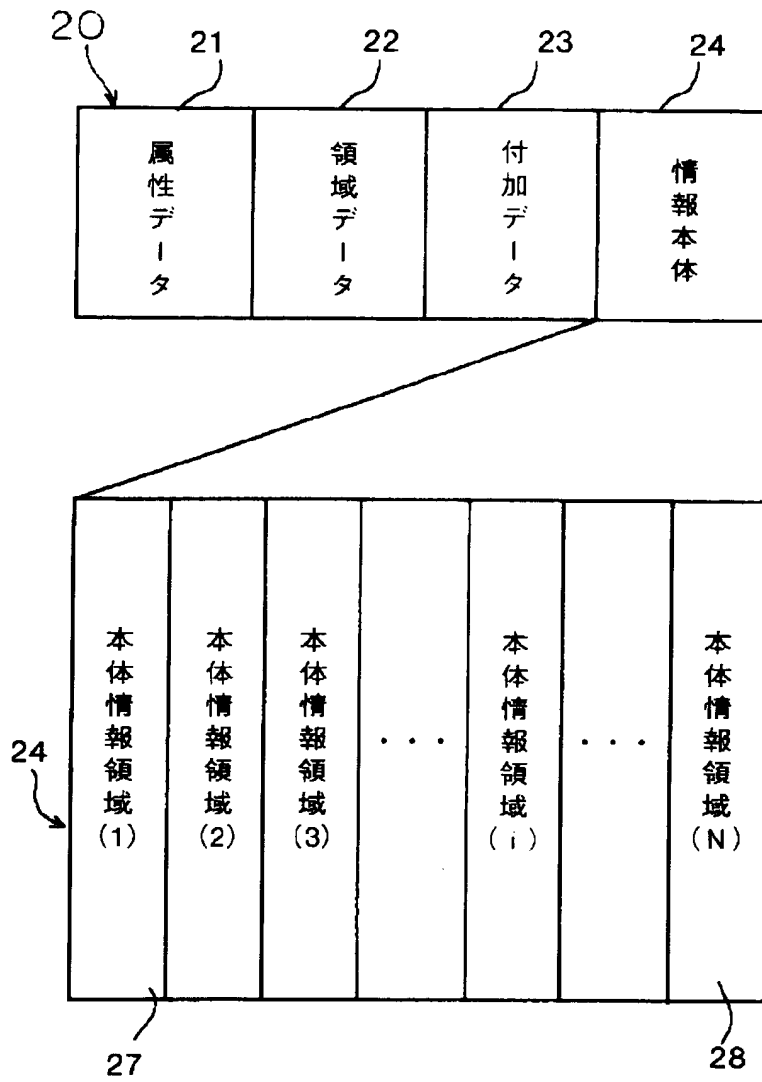 20
21
22
23
24
属性データ
領域データ
付加データ
情報本体
24
本体情報領域(1)
本体情報領域(2)
本体情報領域(3)
・・・
本体情報領域(i)
・・・
本体情報領域(N)
27
28